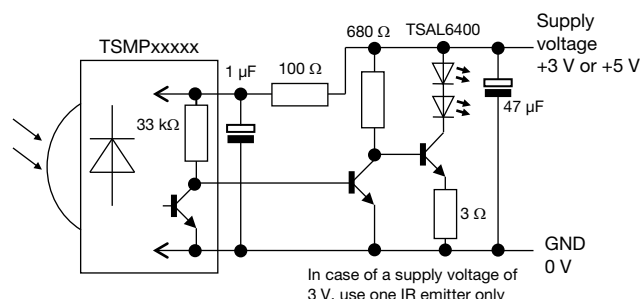 TSMPxxxxx
1 µF
100 Ω
680 Ω
TSAL6400
Supply
voltage
+3 V or +5 V
33 kΩ
47 µF
3 Ω
GND
0 V
In case of a supply voltage of
3 V, use one IR emitter only